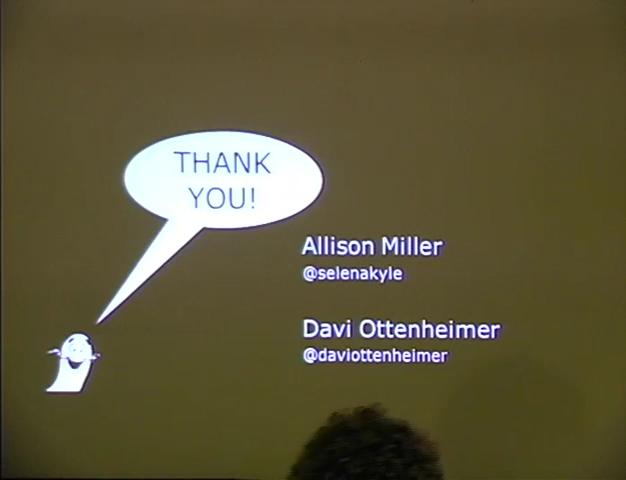 THANK
YOU!
Allison Miller
@selenakyle
Davi Ottenheimer
@daviottenheimer